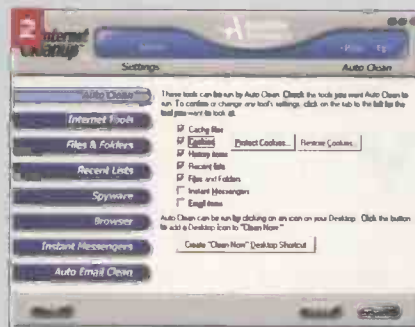 2
Internet
Cleanup
Settings
Auto Clean
Auto Clean
These tools can be run by Auto Clean. Check the tools you want Auto Clean to
run. To confirm or change any tool's settings, click on the tab to the left for the
tool you want to look at.
Internet Tools
Files & Folders
Recent Lists
Spyware
Browser
Instant Messengers
Auto Email Clean
Cache files
Cookies
Protect Cookies...
Restore Cookies...
History items
Recent lists
Files and Folders
Instant Messengers
Email items
Auto Clean can be run by clicking on an icon on your Desktop. Click the button
to add a Desktop icon to "Clean Now"
Create "Clean Now" Desktop Shortcut